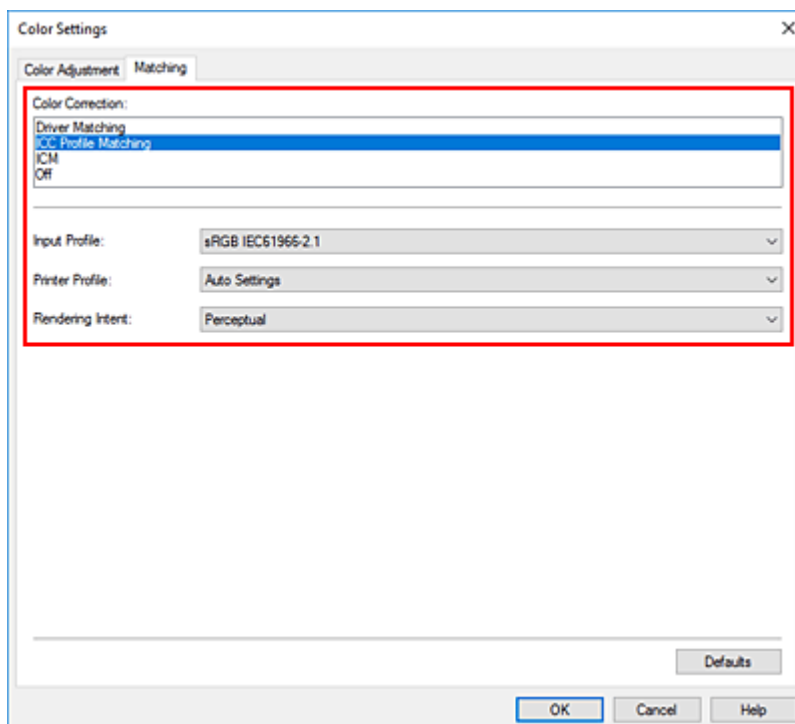 Color Settings
Color Adjustment Matching
Color Correction:
Driver Matching
ICC Profile Matching
ICM
Off
Input Profile: sRGB IEC61966-2.1
Printer Profile: Auto Settings
Rendering Intent: Perceptual
Defaults
OK Cancel Help